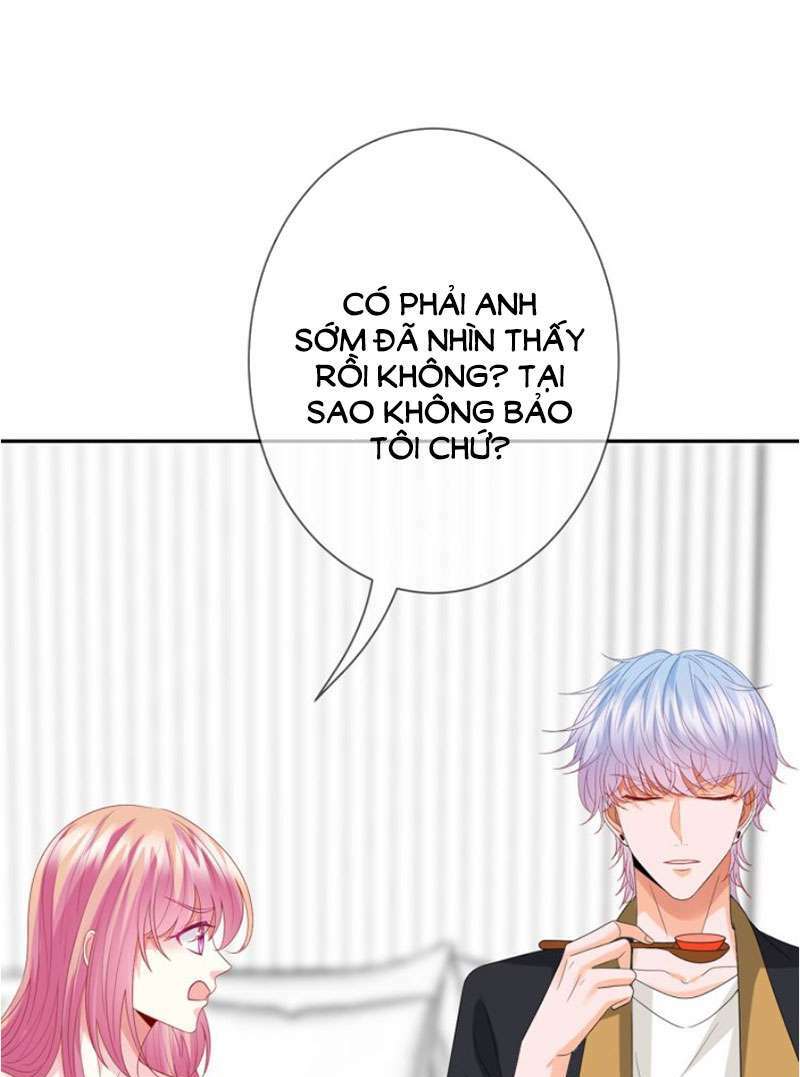 CÓ PHẢI ANH
SỚM ĐÃ NHÌN THẤY
RỒI KHÔNG? TẠI
SAO KHÔNG BẢO
TÔI CHỨ?